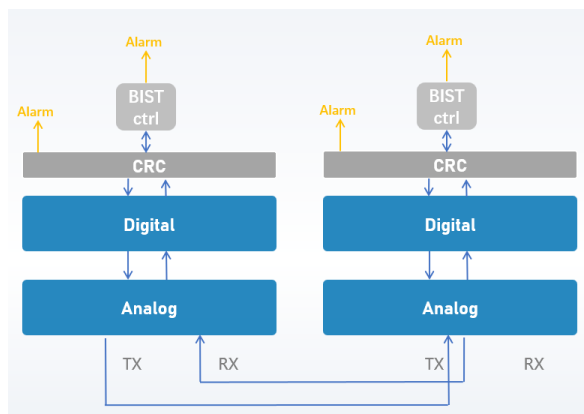 Alarm
Alarm
BIST
ctrl
BIST
ctrl
Alarm
Alarm
CRC
CRC
Digital
Digital
Analog
Analog
TX
RX
TX
RX